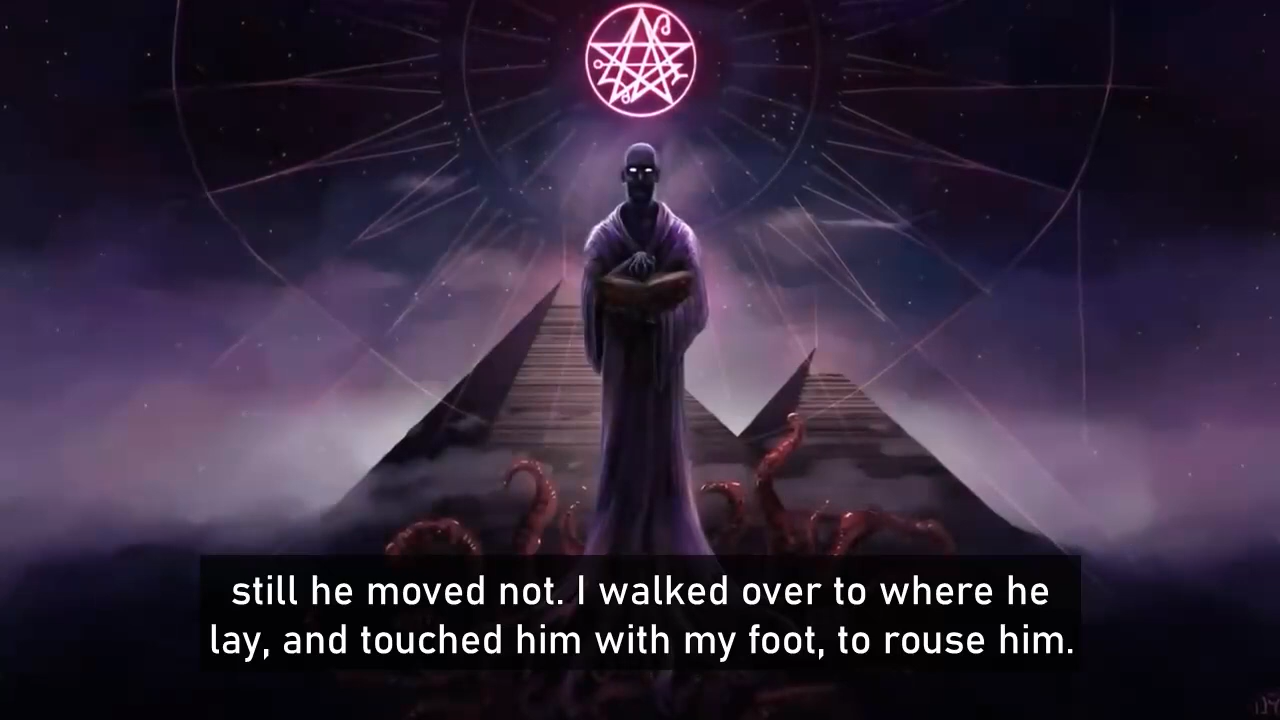 still he moved not. I walked over to where he
lay, and touched him with my foot, to rouse him.